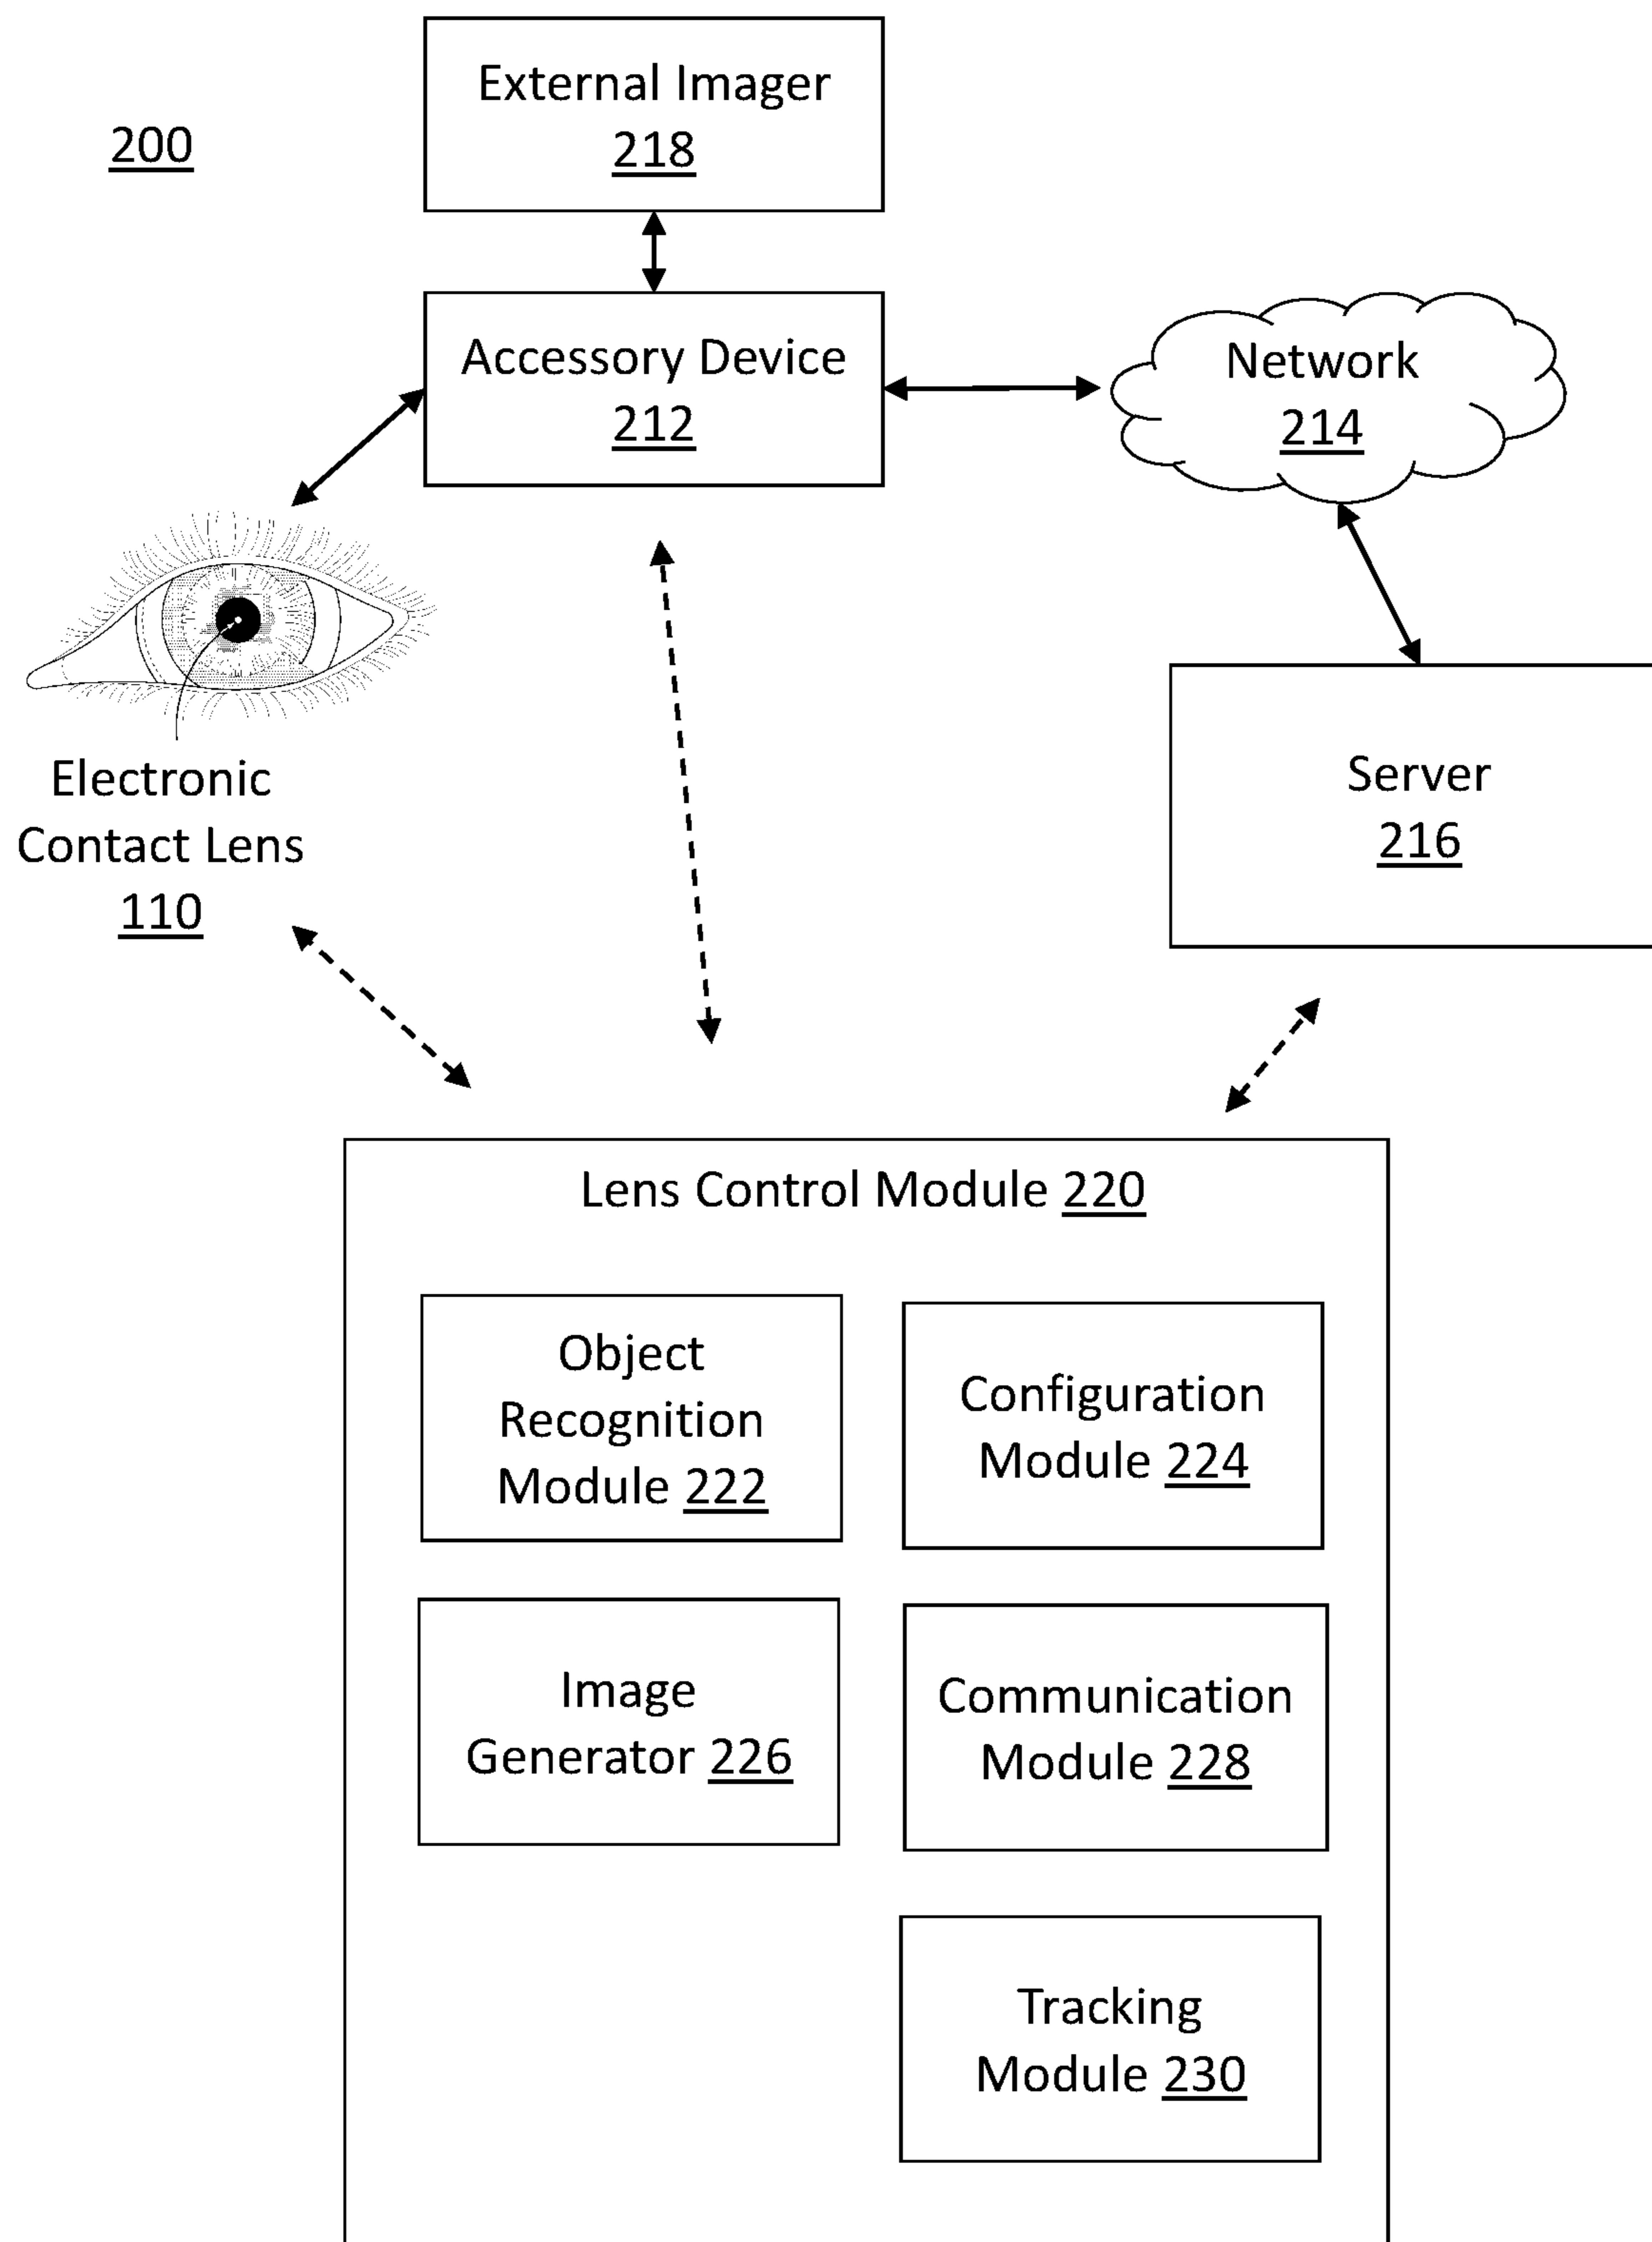 External Imager
218
200
Accessory Device
212
Network
214
Electronic
Contact Lens
110
Server
216
Lens Control Module 220
Object
Recognition
Module 222
Configuration
Module 224
Image
Generator 226
Communication
Module 228
Tracking
Module 230